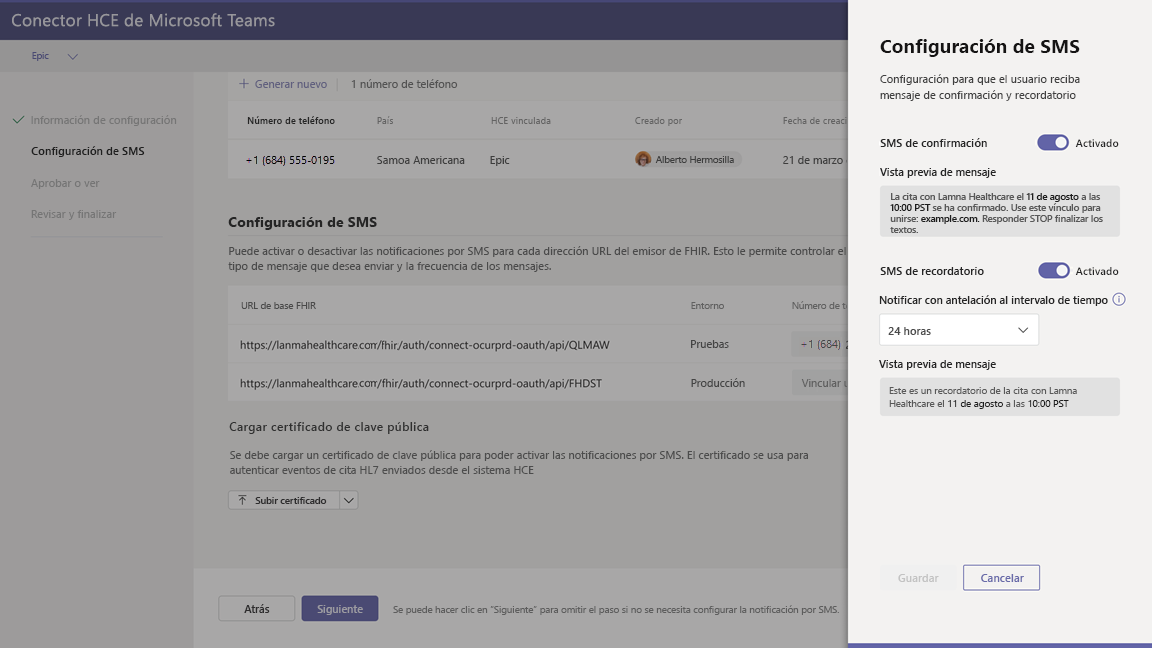 Conector HCE de Microsoft Teams
Epic
Información de configuración
Configuración de SMS
Aprobar o ver
Revisar y finalizar
+ Generar nuevo | 1 número de teléfono
Número de teléfono País HCE vinculada Creado por Fecha de creaci
+1 (684) 555-0195 Samoa Americana Epic Alberto Hermosilla 21 de marzo
Configuración de SMS
Puede activar o desactivar las notificaciones por SMS para cada dirección URL del emisor de FHIR. Esto le permite controlar el
tipo de mensaje que desea enviar y la frecuencia de los mensajes.
URL de base FHIR Entorno Número de t
https://lanmahealthcare.com/fhir/auth/connect-ocurprd-oauth/api/QLMAW Pruebas +1 (684) 2
https://lanmahealthcare.com/fhir/auth/connect-ocurprd-oauth/api/FHDST Producción Vincular u
Cargar certificado de clave pública
Se debe cargar un certificado de clave pública para poder activar las notificaciones por SMS. El certificado se usa para
autenticar eventos de cita HL7 enviados desde el sistema HCE
Subir certificado
Atrás Siguiente Se puede hacer clic en "Siguiente" para omitir el paso si no se necesita configurar la notificación por SMS.
Configuración de SMS
Configuración para que el usuario reciba
mensaje de confirmación y recordatorio
SMS de confirmación Activado
Vista previa de mensaje
La cita con Lamna Healthcare el 11 de agosto a las
10:00 PST se ha confirmado. Use este vínculo para
unirse: example.com. Responder STOP finalizar los
textos.
SMS de recordatorio Activado
Notificar con antelación al intervalo de tiempo
24 horas
Vista previa de mensaje
Este es un recordatorio de la cita con Lamna
Healthcare el 11 de agosto a las 10:00 PST
Guardar Cancelar